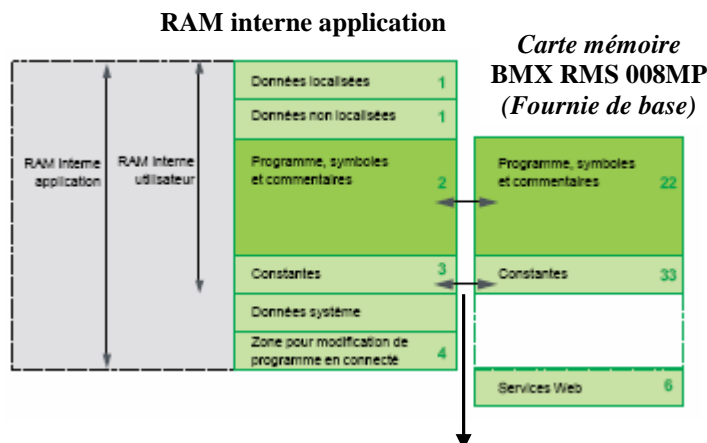 RAM interne application
Carte mémoire
BMX RMS 008MP
(Fournie de base)
RAM interne
application
RAM interne
utilisateur
Données localisées 1
Données non localisées 1
Programme, symboles
et commentaires 2
Constantes 3
Données système
Zone pour modification de
programme en connecté 4
Programme, symboles
et commentaires 22
Constantes 33
Services Web 6